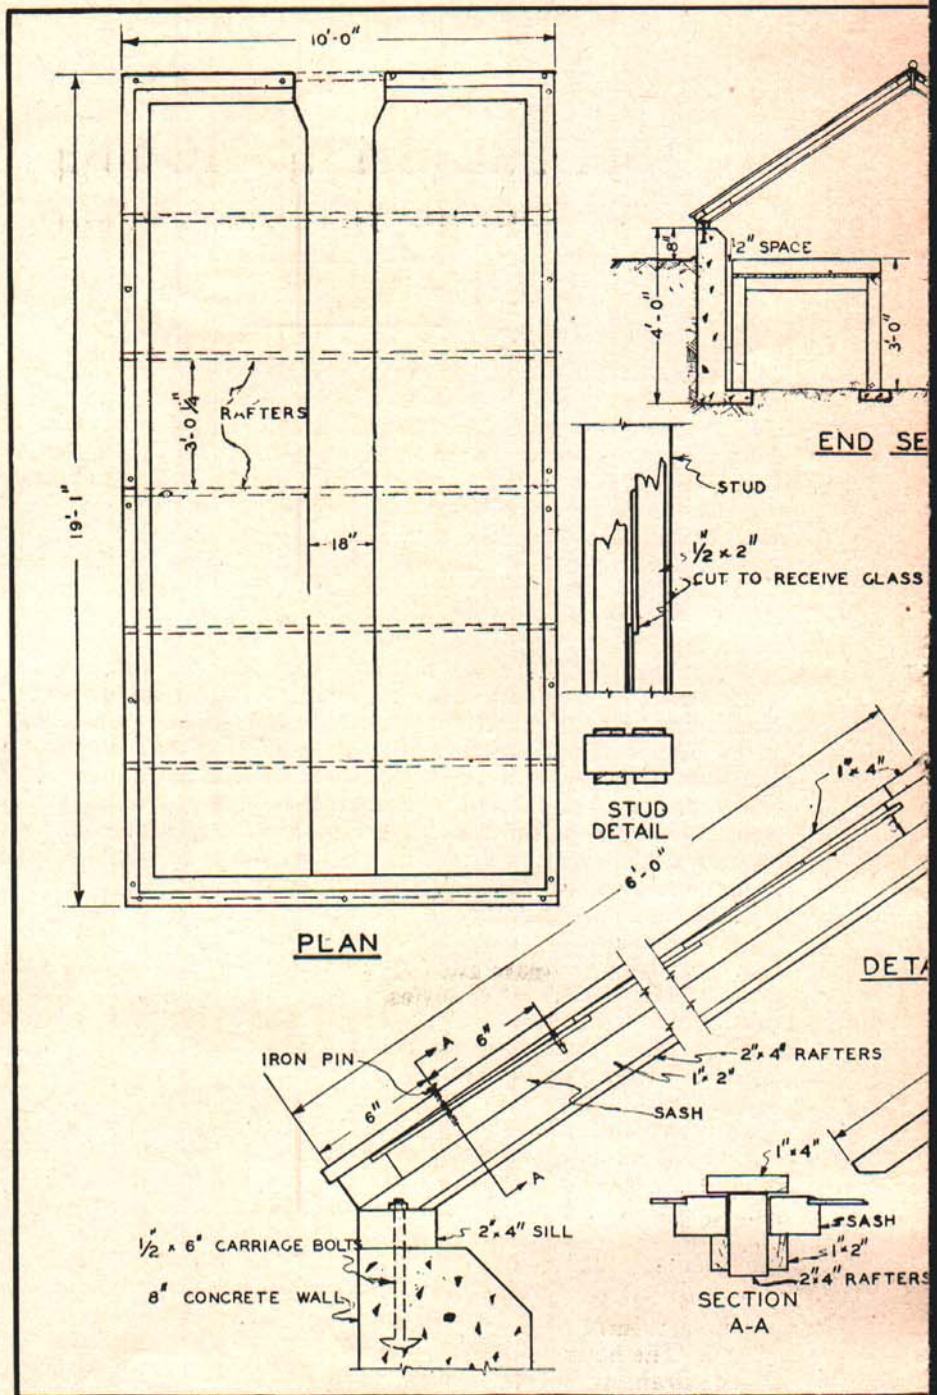 10'-0"
19'-1"
3'-0 1/4"
RAFTERS
18"
PLAN
8"
1/2" SPACE
4'-0"
3'-0"
END SE
STUD
1/2" x 2"
CUT TO RECEIVE GLASS
STUD
DETAIL
1" x 4"
6'-0"
DETA
6"
A
IRON PIN
6"
2" x 4" RAFTERS
1" x 2"
SASH
A
2" x 4" SILL
1/2 x 6" CARRIAGE BOLTS
8" CONCRETE WALL
1" x 4"
SASH
1" x 2"
2" x 4" RAFTERS
SECTION
A-A